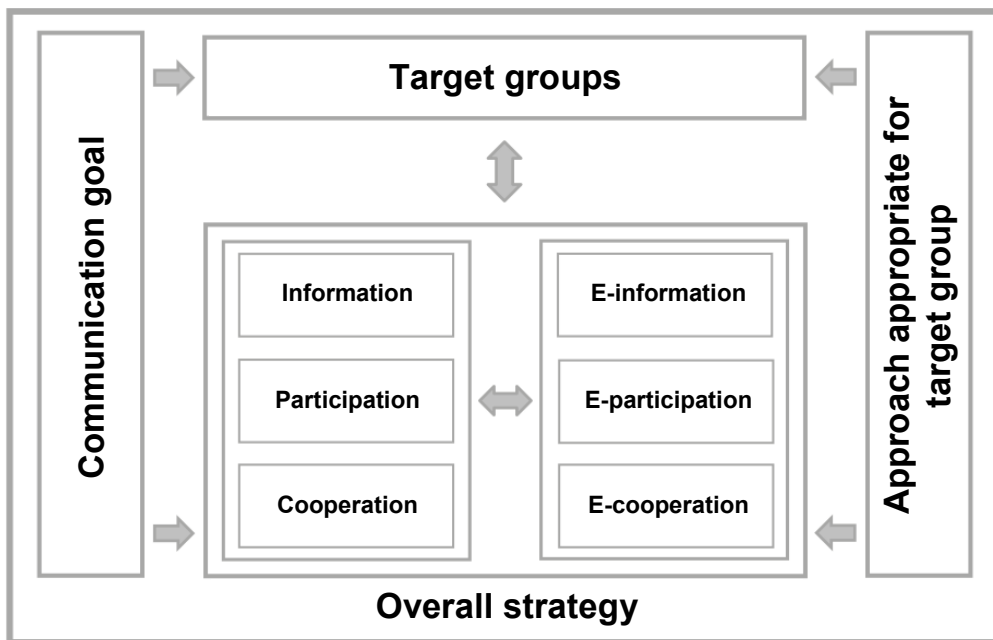 Communication goal
Target groups
Information
Participation
Cooperation
E-information
E-participation
E-cooperation
Approach appropriate for
target group
Overall strategy